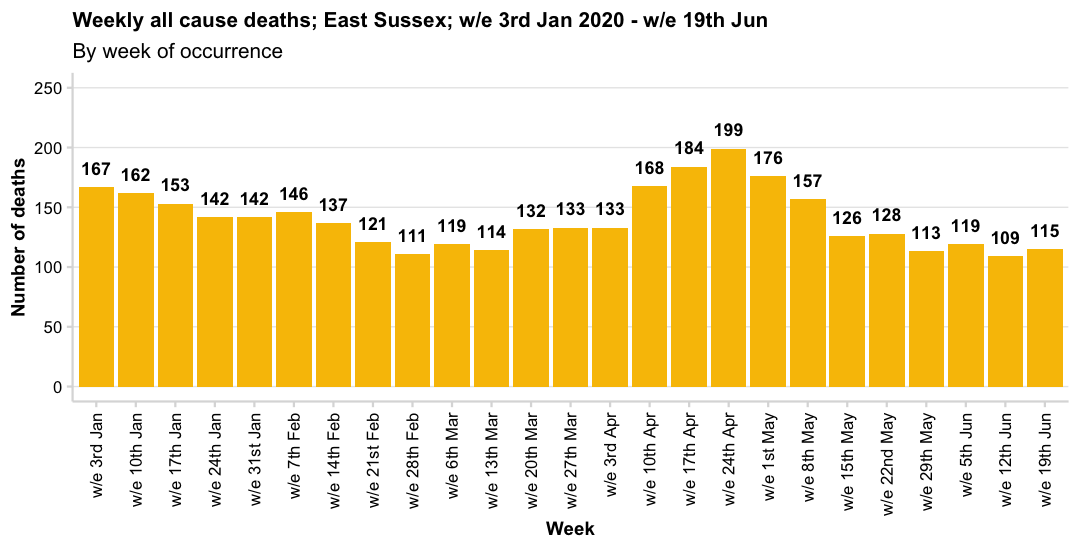 Weekly all cause deaths; East Sussex; w/e 3rd Jan 2020 - w/e 19th Jun
By week of occurrence
Number of deaths
250
200
150
100
50
0
167
162
153
142
142
146
137
121
111
119
114
132
133
133
168
184
199
176
157
126
128
113
119
109
115
w/e 3rd Jan
w/e 10th Jan
w/e 17th Jan
w/e 24th Jan
w/e 31st Jan
w/e 7th Feb
w/e 14th Feb
w/e 21st Feb
w/e 28th Feb
w/e 6th Mar
w/e 13th Mar
w/e 20th Mar
w/e 27th Mar
w/e 3rd Apr
w/e 10th Apr
w/e 17th Apr
w/e 24th Apr
w/e 1st May
w/e 8th May
w/e 15th May
w/e 22nd May
w/e 29th May
w/e 5th Jun
w/e 12th Jun
w/e 19th Jun
Week